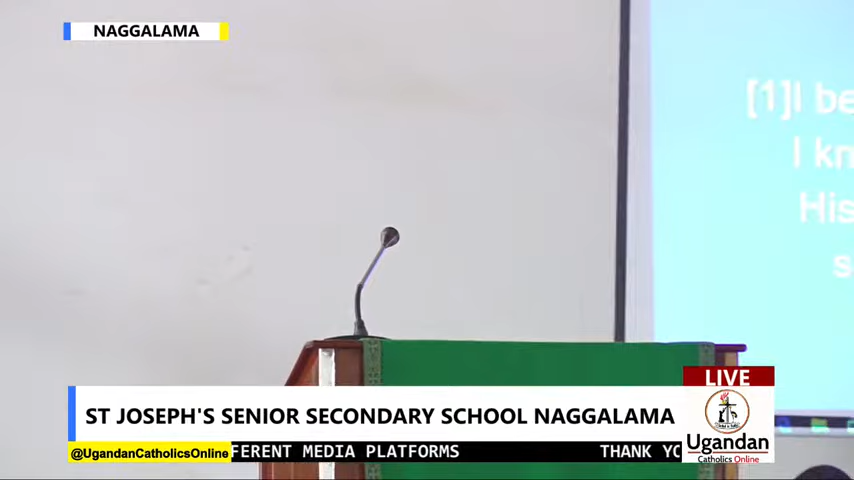 NAGGALAMA
[1]I be
I kn
His
s
ST JOSEPH'S SENIOR SECONDARY SCHOOL NAGGALAMA
LIVE
Ugandan
Catholics Online
@UgandanCatholicsOnline
FERENT MEDIA PLATFORMS THANK YO